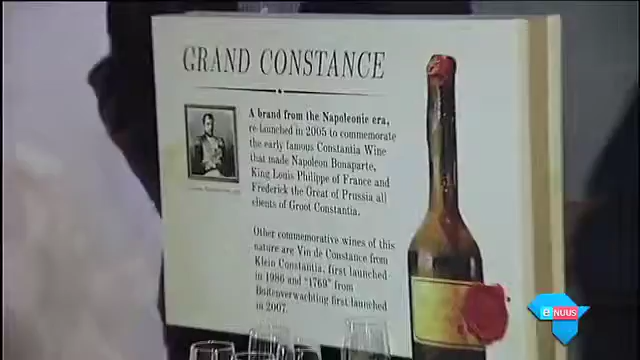 GRAND CONSTANCE
A brand from the Napoleonic era,
re-launched in 2005 to commemorate
the early famous Constantia Wine
that made Napoleon Bonaparte,
King Louis Philippe of France and
Frederick the Great of Prussia all
clients of Groot Constantia.
Other commemorative wines of this
nature are Vin de Constance from
Klein Constantia, first launched
in 1986 and "1769" from
Buitenverwachting first launched
in 2007.
e NUUS